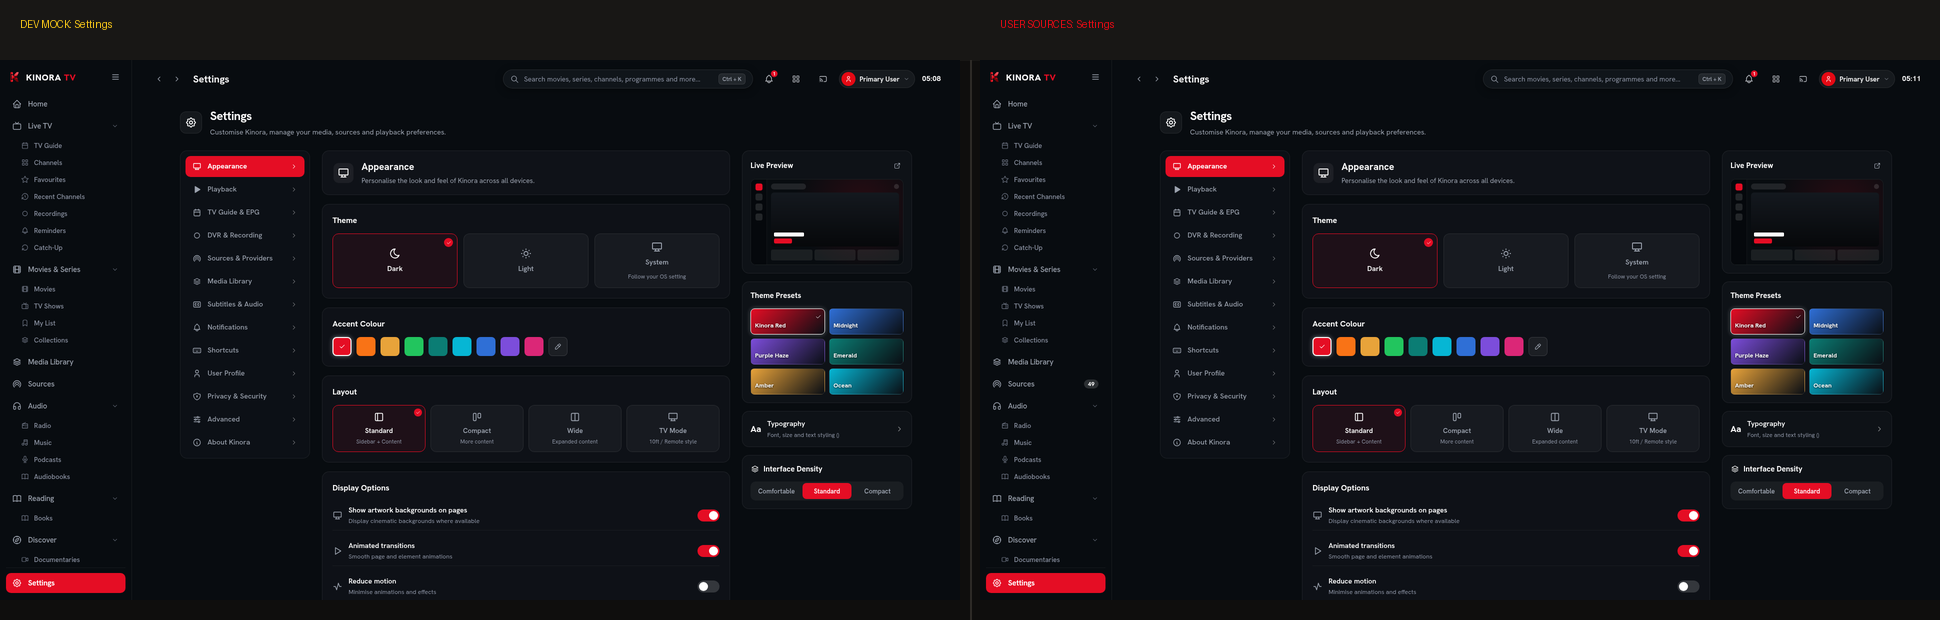 DEV MOCK: Settings
KINORA TV
Home
Live TV
TV Guide
Channels
Favourites
Recent Channels
Recordings
Reminders
Catch-Up
Movies & Series
Movies
TV Shows
My List
Collections
Media Library
Sources
Audio
Radio
Music
Podcasts
Audiobooks
Reading
Books
Discover
Documentaries
Settings
Settings
Search movies, series, channels, programmes and more...
Ctrl + K
1
Primary User
05:08
Settings
Customise Kinora, manage your media, sources and playback preferences.
Appearance
Playback
TV Guide & EPG
DVR & Recording
Sources & Providers
Media Library
Subtitles & Audio
Notifications
Shortcuts
User Profile
Privacy & Security
Advanced
About Kinora
Appearance
Personalise the look and feel of Kinora across all devices.
Theme
Dark
Light
System
Follow your OS setting
Accent Colour
Layout
Standard
Sidebar + Content
Compact
More content
Wide
Expanded content
TV Mode
10ft / Remote style
Display Options
Show artwork backgrounds on pages
Display cinematic backgrounds where available
Animated transitions
Smooth page and element animations
Reduce motion
Minimise animations and effects
Live Preview
Theme Presets
Kinora Red
Midnight
Purple Haze
Emerald
Amber
Ocean
Aa
Typography
Font, size and text styling ()
Interface Density
Comfortable
Standard
Compact
USER SOURCES: Settings
KINORA TV
Home
Live TV
TV Guide
Channels
Favourites
Recent Channels
Recordings
Reminders
Catch-Up
Movies & Series
Movies
TV Shows
My List
Collections
Media Library
Sources
49
Audio
Radio
Music
Podcasts
Audiobooks
Reading
Books
Discover
Documentaries
Settings
Settings
Search movies, series, channels, programmes and more...
Ctrl + K
1
Primary User
05:11
Settings
Customise Kinora, manage your media, sources and playback preferences.
Appearance
Playback
TV Guide & EPG
DVR & Recording
Sources & Providers
Media Library
Subtitles & Audio
Notifications
Shortcuts
User Profile
Privacy & Security
Advanced
About Kinora
Appearance
Personalise the look and feel of Kinora across all devices.
Theme
Dark
Light
System
Follow your OS setting
Accent Colour
Layout
Standard
Sidebar + Content
Compact
More content
Wide
Expanded content
TV Mode
10ft / Remote style
Display Options
Show artwork backgrounds on pages
Display cinematic backgrounds where available
Animated transitions
Smooth page and element animations
Reduce motion
Minimise animations and effects
Live Preview
Theme Presets
Kinora Red
Midnight
Purple Haze
Emerald
Amber
Ocean
Aa
Typography
Font, size and text styling ()
Interface Density
Comfortable
Standard
Compact